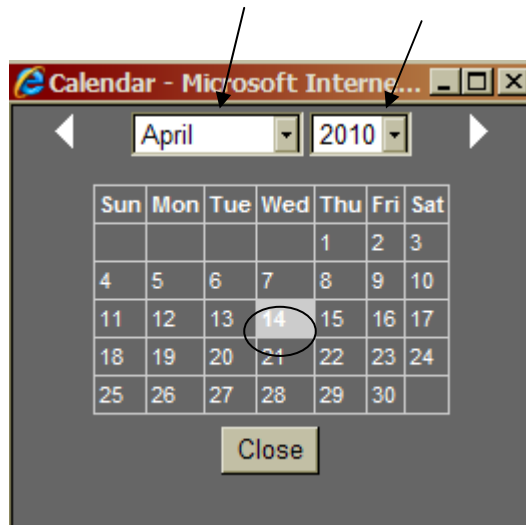 Calendar - Microsoft Interne...
April 2010
Sun Mon Tue Wed Thu Fri Sat
1 2 3
4 5 6 7 8 9 10
11 12 13 14 15 16 17
18 19 20 21 22 23 24
25 26 27 28 29 30
Close